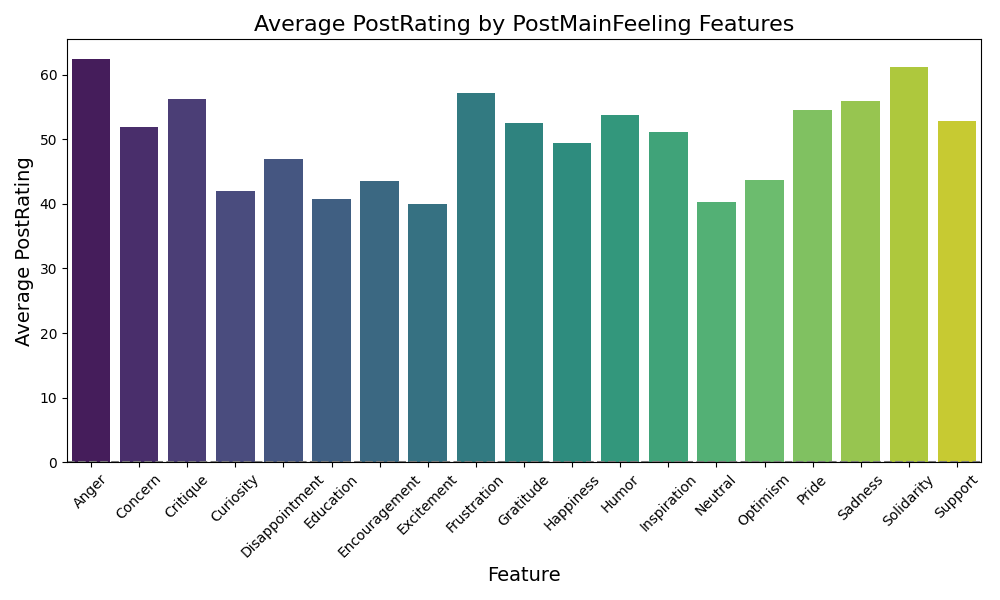 Average PostRating by PostMainFeeling Features
Average PostRating
60
50
40
30
20
10
0
Anger
Concern
Critique
Curiosity
Disappointment
Education
Encouragement
Excitement
Frustration
Gratitude
Happiness
Humor
Inspiration
Neutral
Optimism
Pride
Sadness
Solidarity
Support
Feature